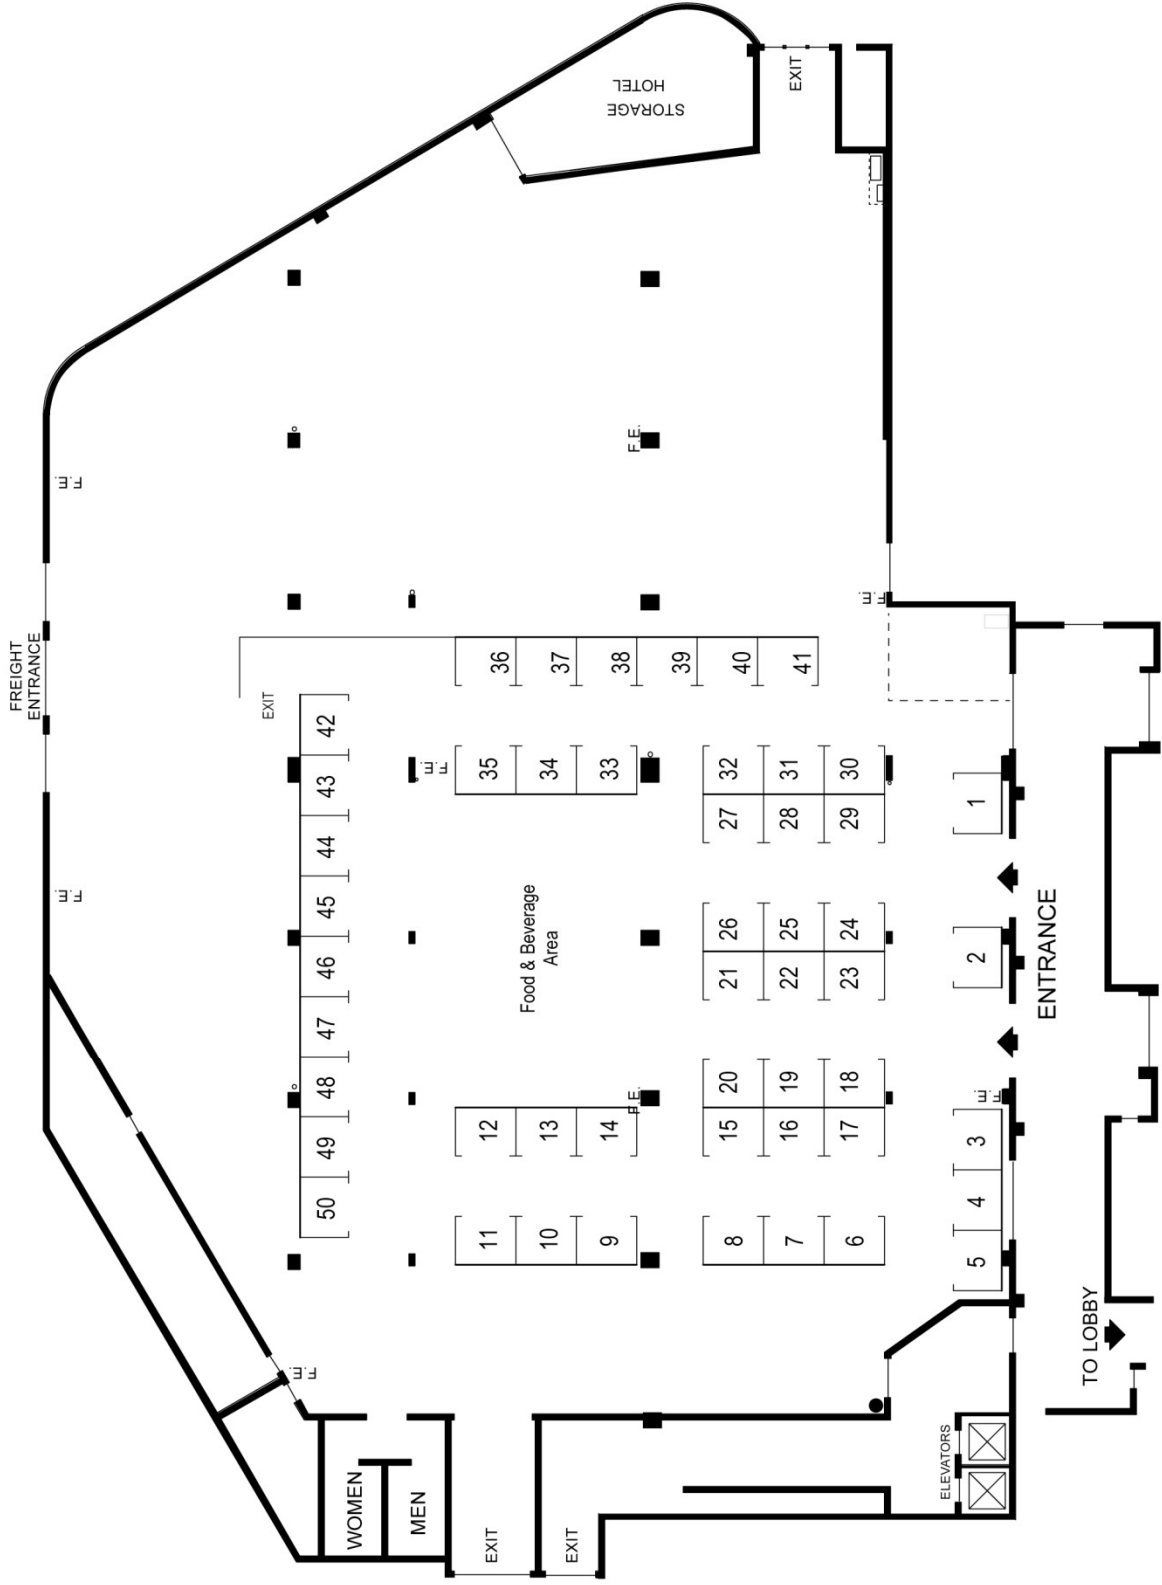 STORAGE
HOTEL
EXIT
F.E.
F.E.
FREIGHT
ENTRANCE
F.E.
EXIT
36
37
38
39
40
41
42
43
44
45
46
47
48
49
50
F.E.
35
34
33
32
31
30
27
28
29
1
F.E.
Food & Beverage
Area
26
25
24
21
22
23
2
ENTRANCE
F.E.
20
19
18
F.E.
12
13
14
15
16
17
3
4
5
11
10
9
8
7
6
F.E.
TO LOBBY
WOMEN
MEN
ELEVATORS
EXIT
EXIT